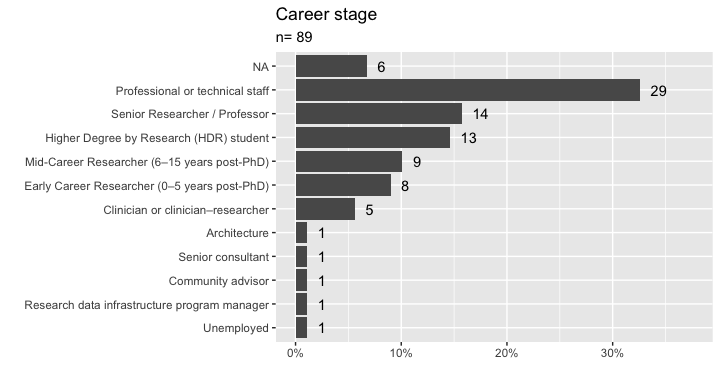 Career stage
n= 89
NA 6
Professional or technical staff 29
Senior Researcher / Professor 14
Higher Degree by Research (HDR) student 13
Mid-Career Researcher (6–15 years post-PhD) 9
Early Career Researcher (0–5 years post-PhD) 8
Clinician or clinician–researcher 5
Architecture 1
Senior consultant 1
Community advisor 1
Research data infrastructure program manager 1
Unemployed 1
0% 10% 20% 30%